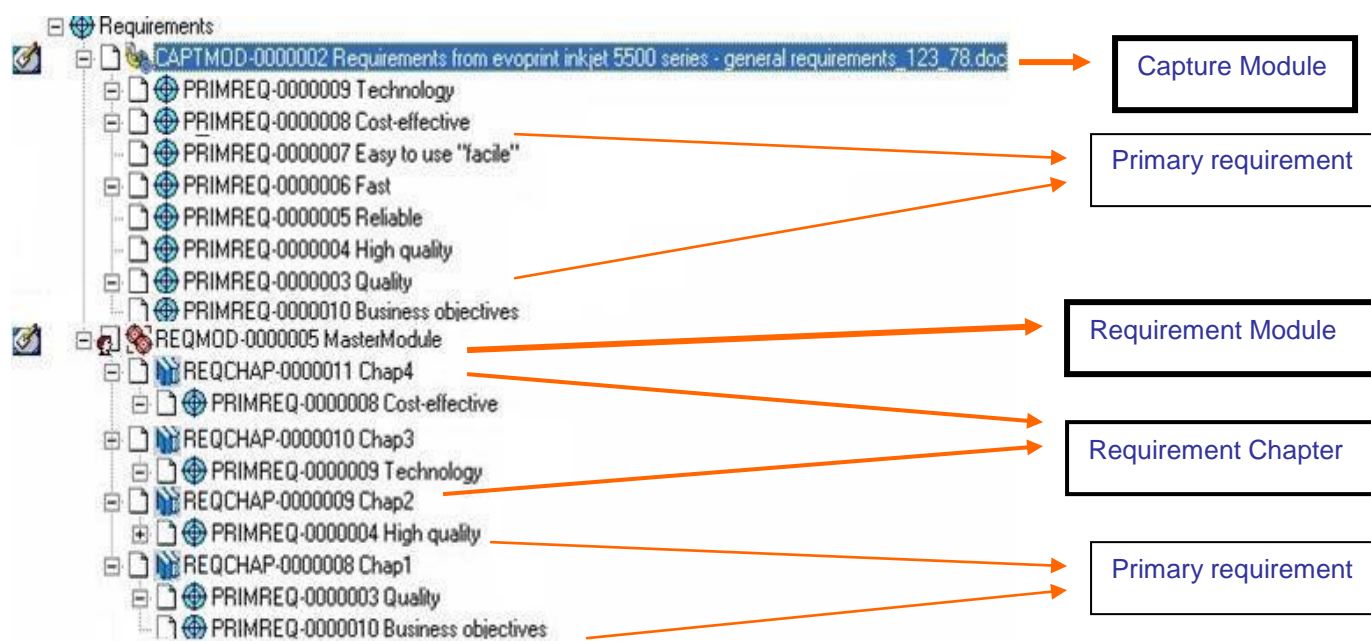 Requirements
CAPTMOD-0000002 Requirements from evoprint inkjet 5500 series - general requirements_123_78.doc
Capture Module
PRIMREQ-0000009 Technology
PRIMREQ-0000008 Cost-effective
PRIMREQ-0000007 Easy to use "facile"
Primary requirement
PRIMREQ-0000006 Fast
PRIMREQ-0000005 Reliable
PRIMREQ-0000004 High quality
PRIMREQ-0000003 Quality
PRIMREQ-0000010 Business objectives
REQMOD-0000005 MasterModule
Requirement Module
REQCHAP-0000011 Chap4
PRIMREQ-0000008 Cost-effective
REQCHAP-0000010 Chap3
Requirement Chapter
PRIMREQ-0000009 Technology
REQCHAP-0000009 Chap2
PRIMREQ-0000004 High quality
REQCHAP-0000008 Chap1
Primary requirement
PRIMREQ-0000003 Quality
PRIMREQ-0000010 Business objectives